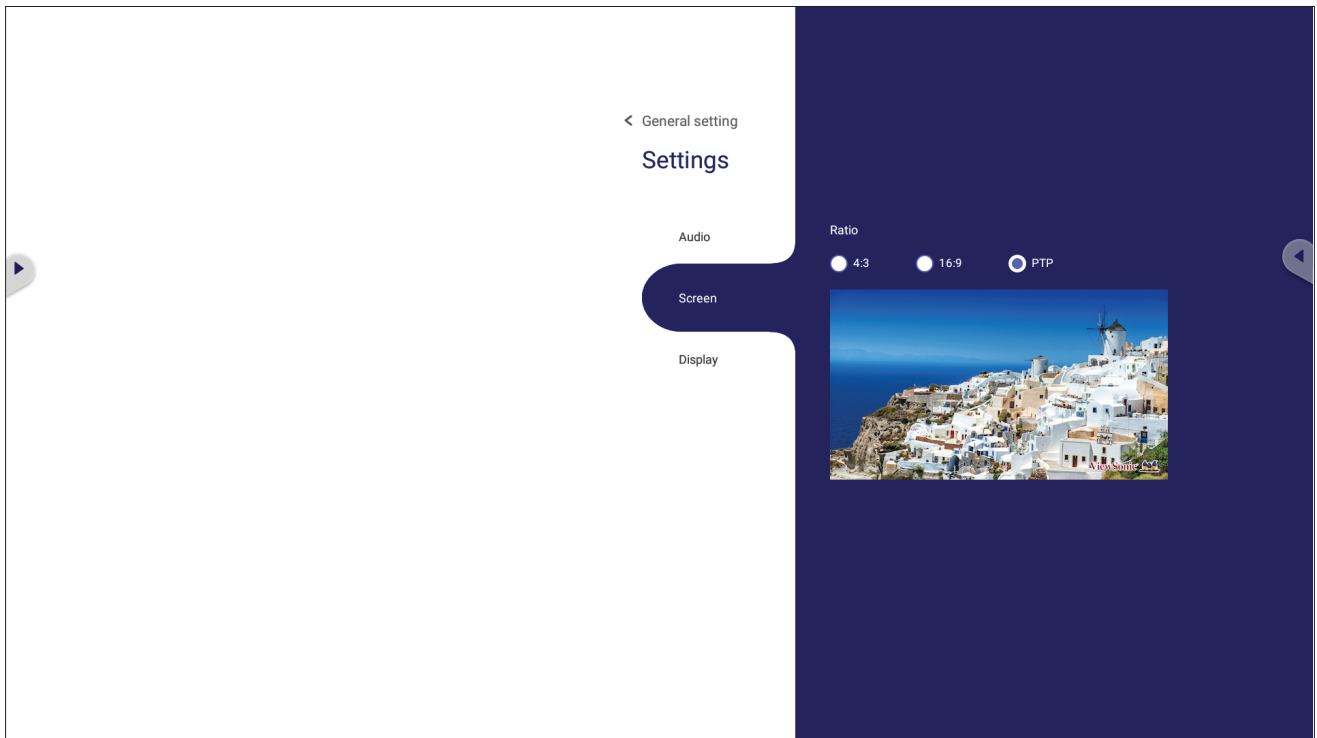 General setting
Settings
Audio
Screen
Display
Ratio
4:3 16:9 PTP
ViewSonic